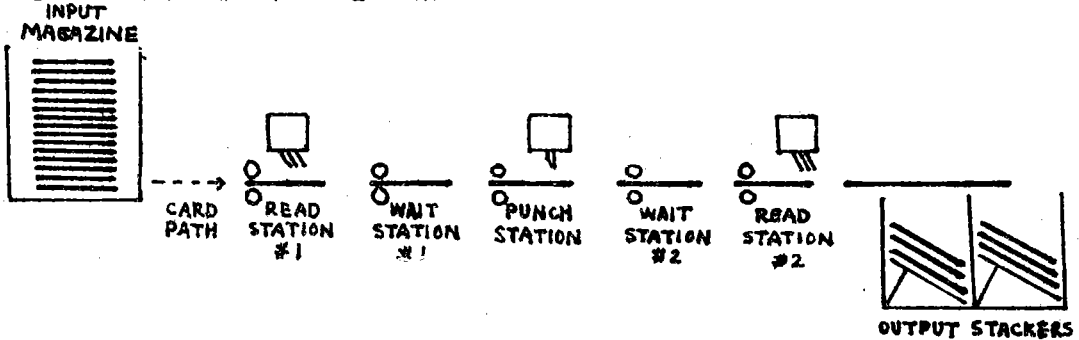 INPUT
MAGAZINE
CARD
PATH
READ
STATION
#1
WAIT
STATION
#1
PUNCH
STATION
WAIT
STATION
#2
READ
STATION
#2
OUTPUT STACKERS